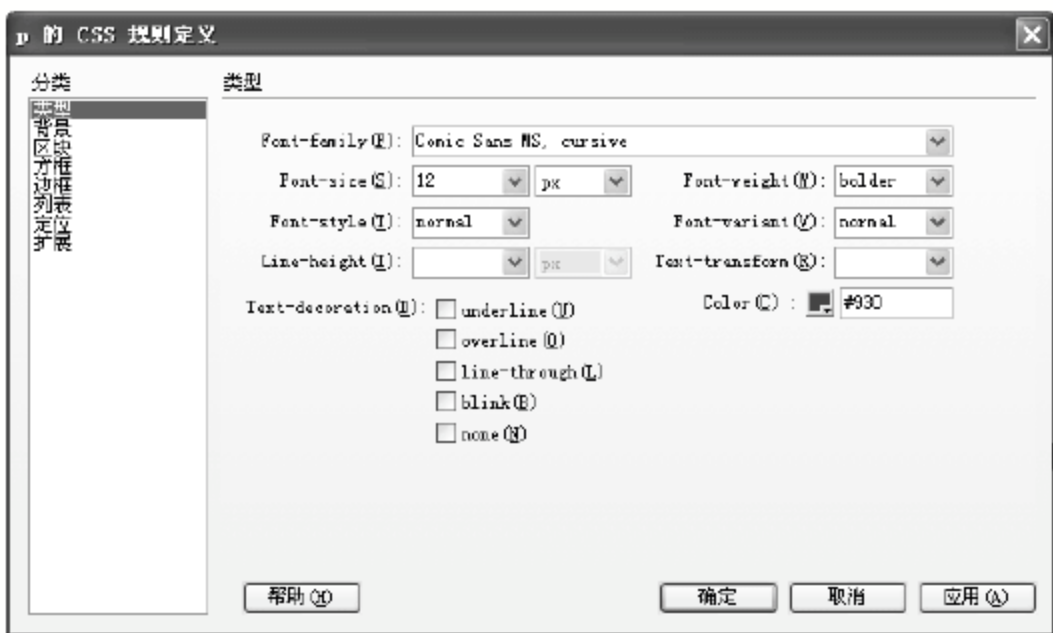 p 的 CSS 规则定义
分类
类型
背景
区块
方框
边框
列表
定位
扩展
类型
Font-family(F): Comic Sans MS, cursive
Font-size(S): 12 px Font-weight(W): bolder
Font-style(T): normal Font-variant(V): normal
Line-height(I): px Text-transform(R):
Text-decoration(D): underline(U) Color(C) : #930
overline(O)
line-through(L)
blink(B)
none(N)
帮助(H) 确定 取消 应用(A)